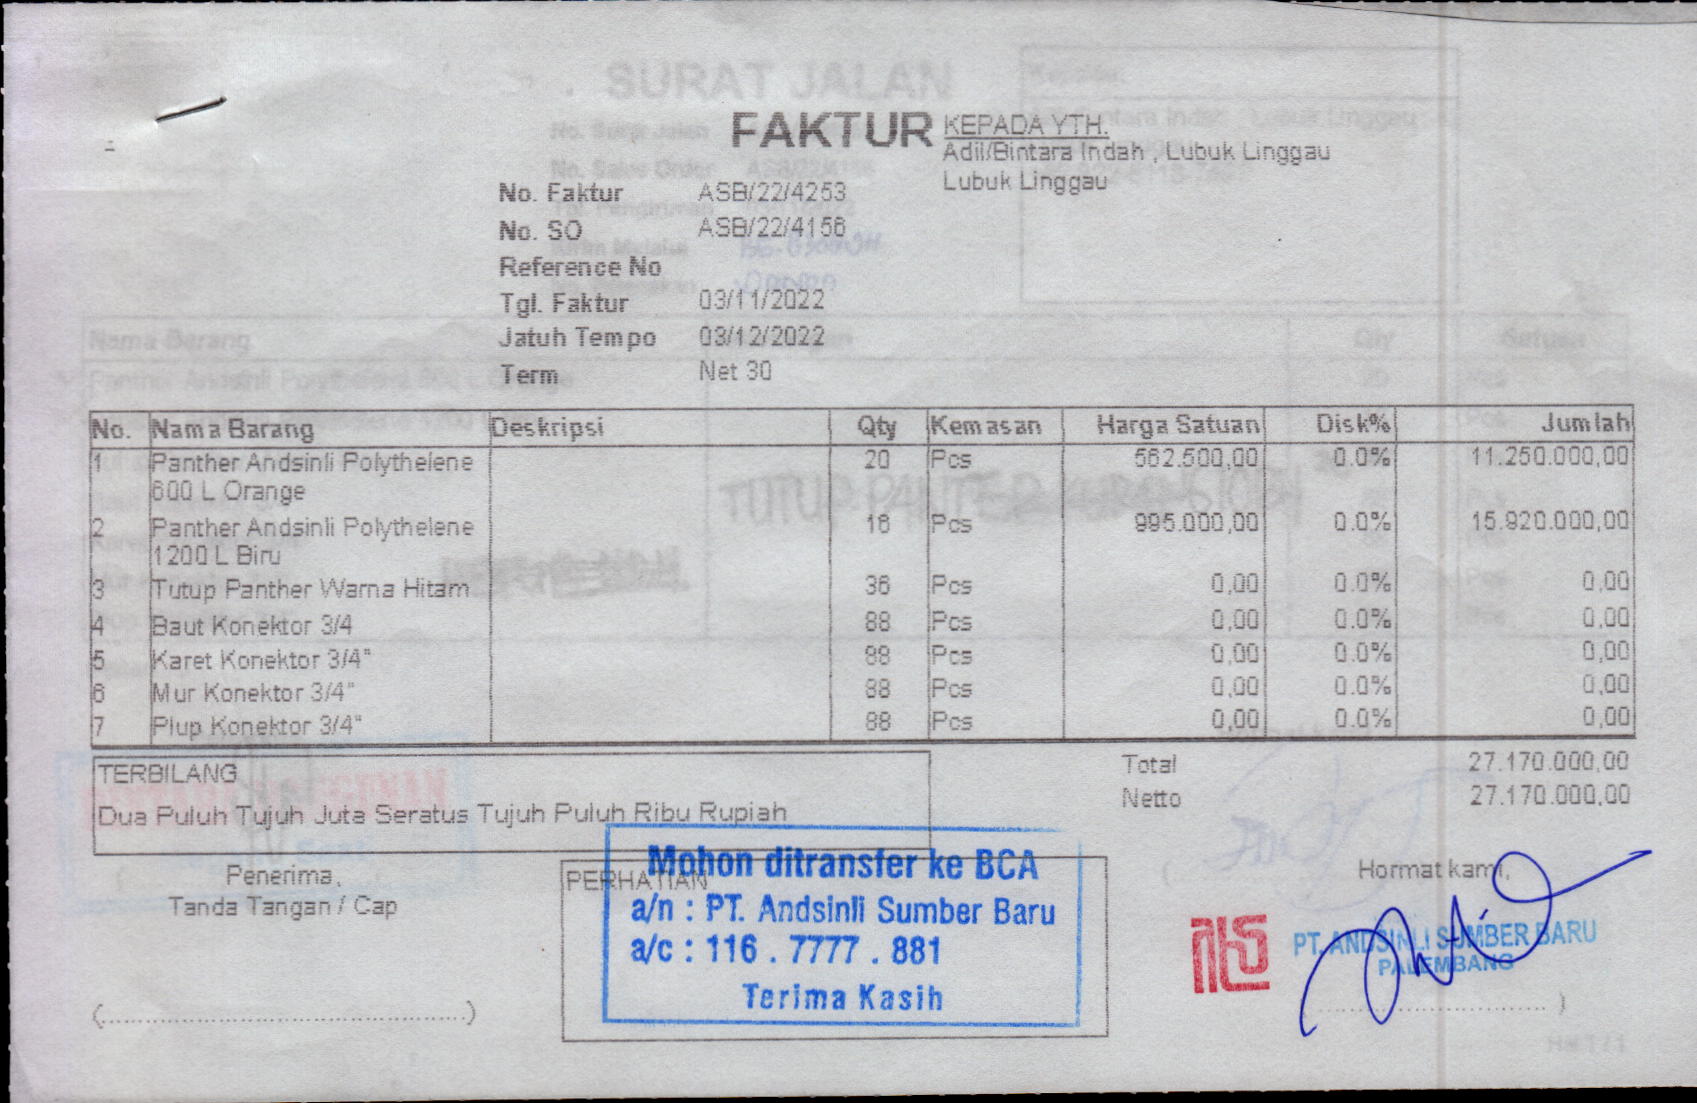 SURAT JALAN
FAKTUR
KEPADA YTH.
Adil/Bintara Indah , Lubuk Linggau
Lubuk Linggau
No. Faktur ASB/22/4253
No. SO ASB/22/4156
Reference No
Tgl. Faktur 03/11/2022
Jatuh Tempo 03/12/2022
Term Net 30
No. Nama Barang Deskripsi Qty Kemasan Harga Satuan Disk% Jumlah
1 Panther Andsinli Polythelene 20 Pcs 562.500,00 0.0% 11.250.000,00
600 L Orange
2 Panther Andsinli Polythelene 16 Pcs 995.000,00 0.0% 15.920.000,00
1200 L Biru
3 Tutup Panther Warna Hitam 36 Pcs 0,00 0.0% 0,00
4 Baut Konektor 3/4 88 Pcs 0,00 0.0% 0,00
5 Karet Konektor 3/4" 88 Pcs 0,00 0.0% 0,00
6 Mur Konektor 3/4" 88 Pcs 0,00 0.0% 0,00
7 Plup Konektor 3/4" 88 Pcs 0,00 0.0% 0,00
TERBILANG
Dua Puluh Tujuh Juta Seratus Tujuh Puluh Ribu Rupiah
Total 27.170.000,00
Netto 27.170.000,00
Penerima,
Tanda Tangan / Cap
PERHATIAN
Mohon ditransfer ke BCA
a/n : PT. Andsinli Sumber Baru
a/c : 116 . 7777 . 881
Terima Kasih
Hormat kami,
PT. ANDSINLI SUMBER BARU
PALEMBANG